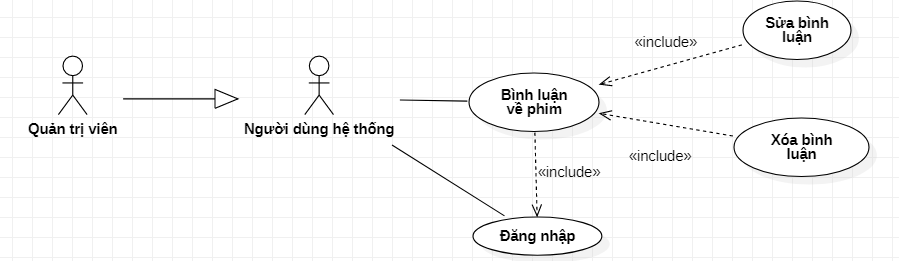 Sửa bình
luận
«include»
Bình luận
về phim
Quản trị viên
Người dùng hệ thống
Xóa bình
luận
«include»
«include»
Đăng nhập